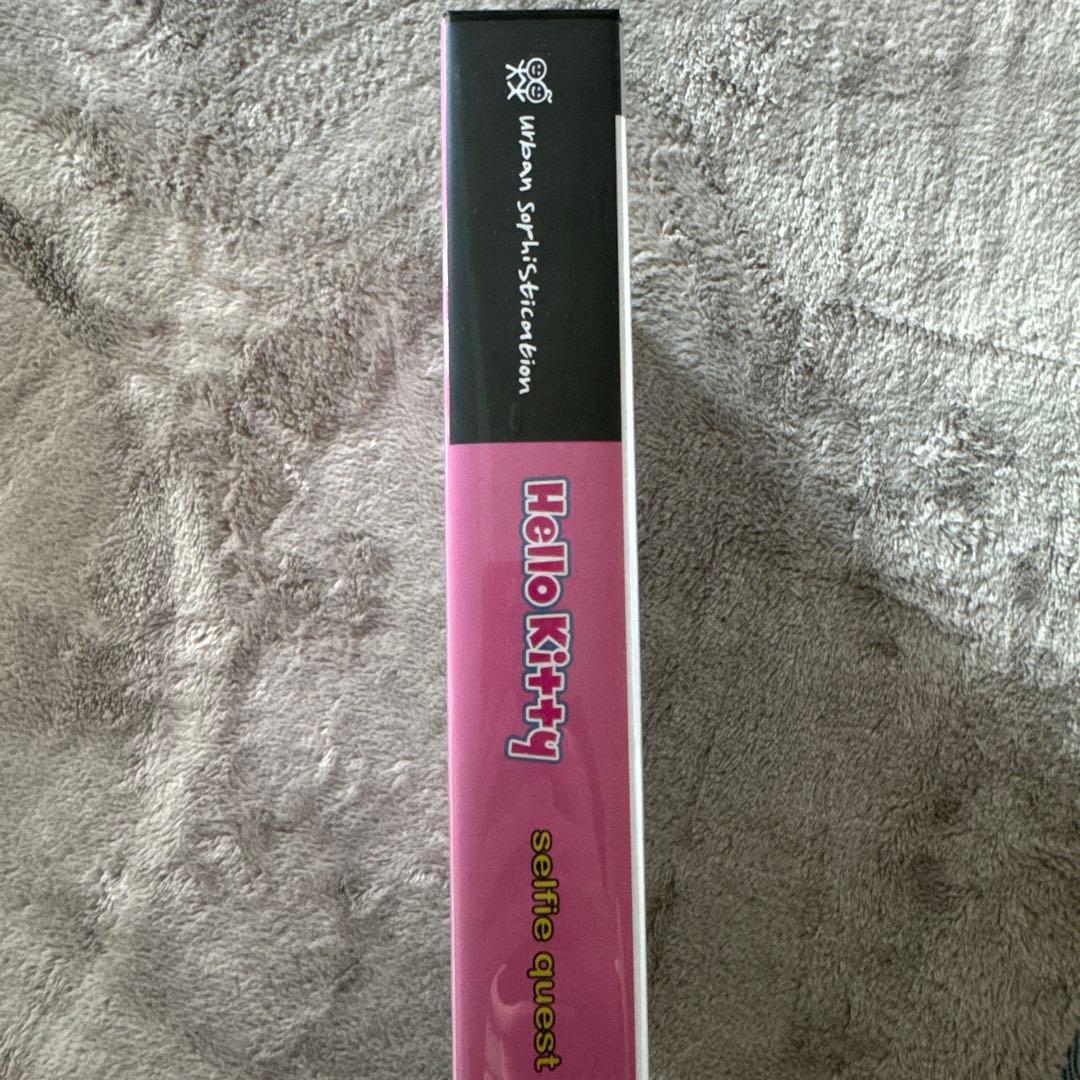 urban Sophistication
Hello Kitty
selfie quest